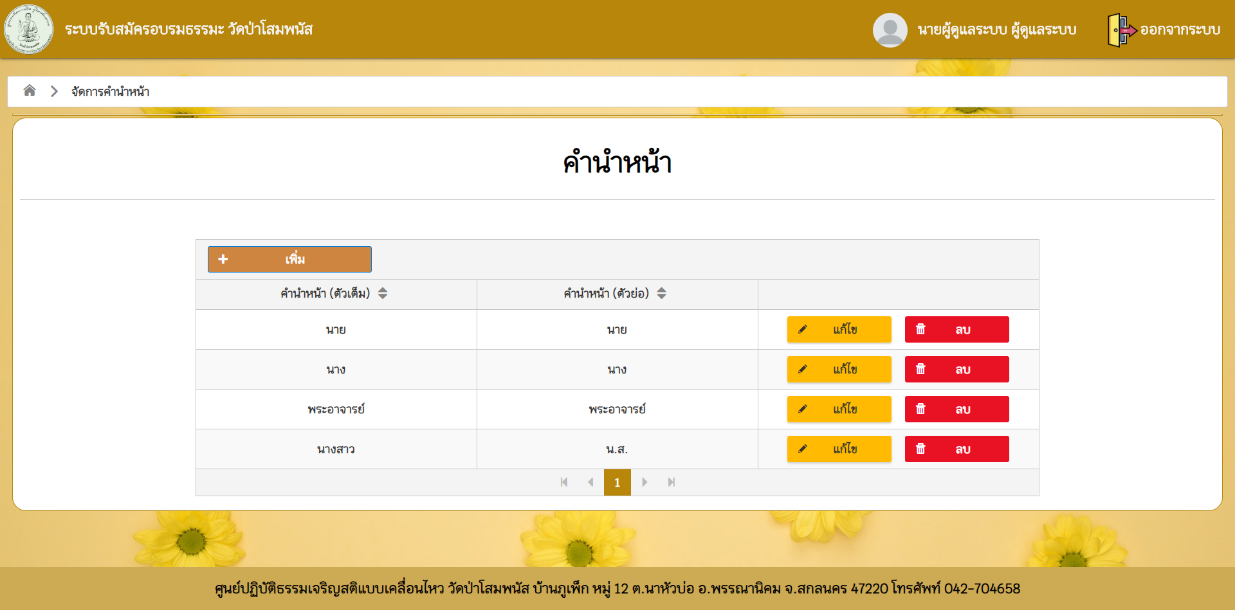 ระบบรับสมัครอบรมธรรมะ วัดป่าโสมพนัส
นายผู้ดูแลระบบ ผู้ดูแลระบบ
ออกจากระบบ
จัดการคำนำหน้า
คำนำหน้า
+ เพิ่ม
คำนำหน้า (ตัวเต็ม) คำนำหน้า (ตัวย่อ)
นาย นาย แก้ไข ลบ
นาง นาง แก้ไข ลบ
พระอาจารย์ พระอาจารย์ แก้ไข ลบ
นางสาว น.ส. แก้ไข ลบ
1
ศูนย์ปฏิบัติธรรมเจริญสติแบบเคลื่อนไหว วัดป่าโสมพนัส บ้านภูเพ็ก หมู่ 12 ต.นาหัวบ่อ อ.พรรณานิคม จ.สกลนคร 47220 โทรศัพท์ 042-704658